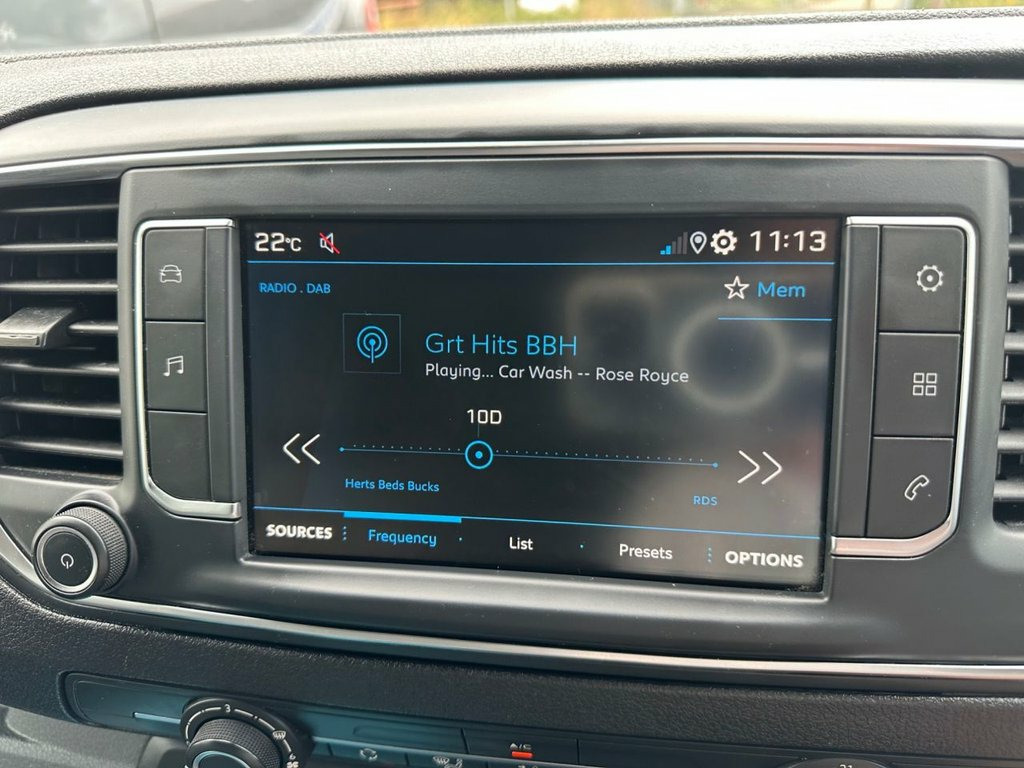 22°C 11:13
RADIO . DAB
Mem
Grt Hits BBH
Playing... Car Wash -- Rose Royce
10D
Herts Beds Bucks
RDS
SOURCES Frequency List Presets OPTIONS
3
A/C